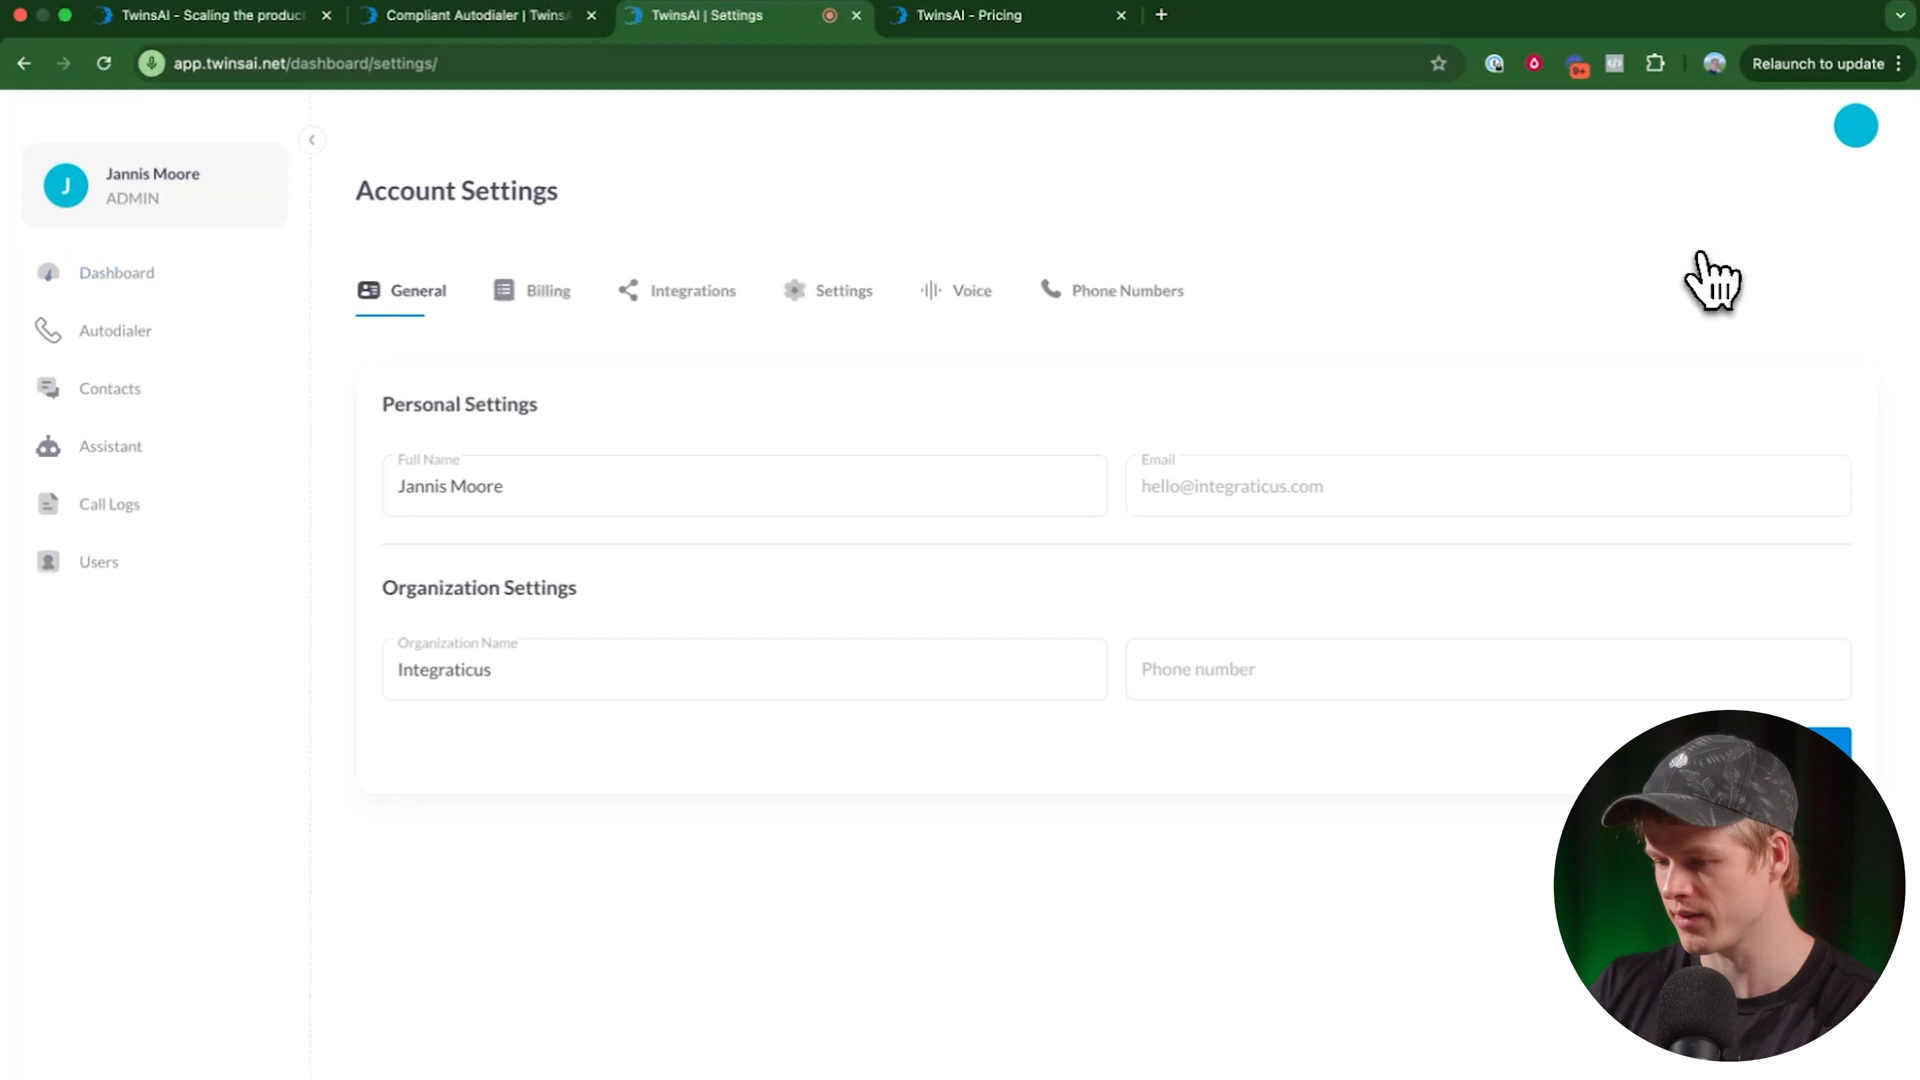 TwinsAI - Scaling the produc
Compliant Autodialer | TwinsA
TwinsAI | Settings
TwinsAI - Pricing
app.twinsai.net/dashboard/settings/
9+
Relaunch to update
J
Jannis Moore
ADMIN
Dashboard
Autodialer
Contacts
Assistant
Call Logs
Users
Account Settings
General
Billing
Integrations
Settings
Voice
Phone Numbers
Personal Settings
Full Name
Jannis Moore
Email
hello@integraticus.com
Organization Settings
Organization Name
Integraticus
Phone number